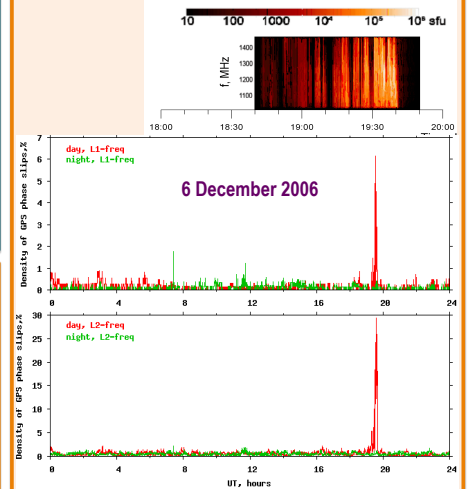 10 100 1000 10⁴ 10⁵ 10⁶ sfu
f, MHz
1400
1300
1200
1100
18:00 18:30 19:00 19:30 20:00
Density of GPS phase slips,%
7
6
5
4
3
2
1
0
day, L1-freq
night, L1-freq
6 December 2006
0 4 8 12 16 20 24
Density of GPS phase slips,%
30
25
20
15
10
5
0
day, L2-freq
night, L2-freq
0 4 8 12 16 20 24
UT, hours